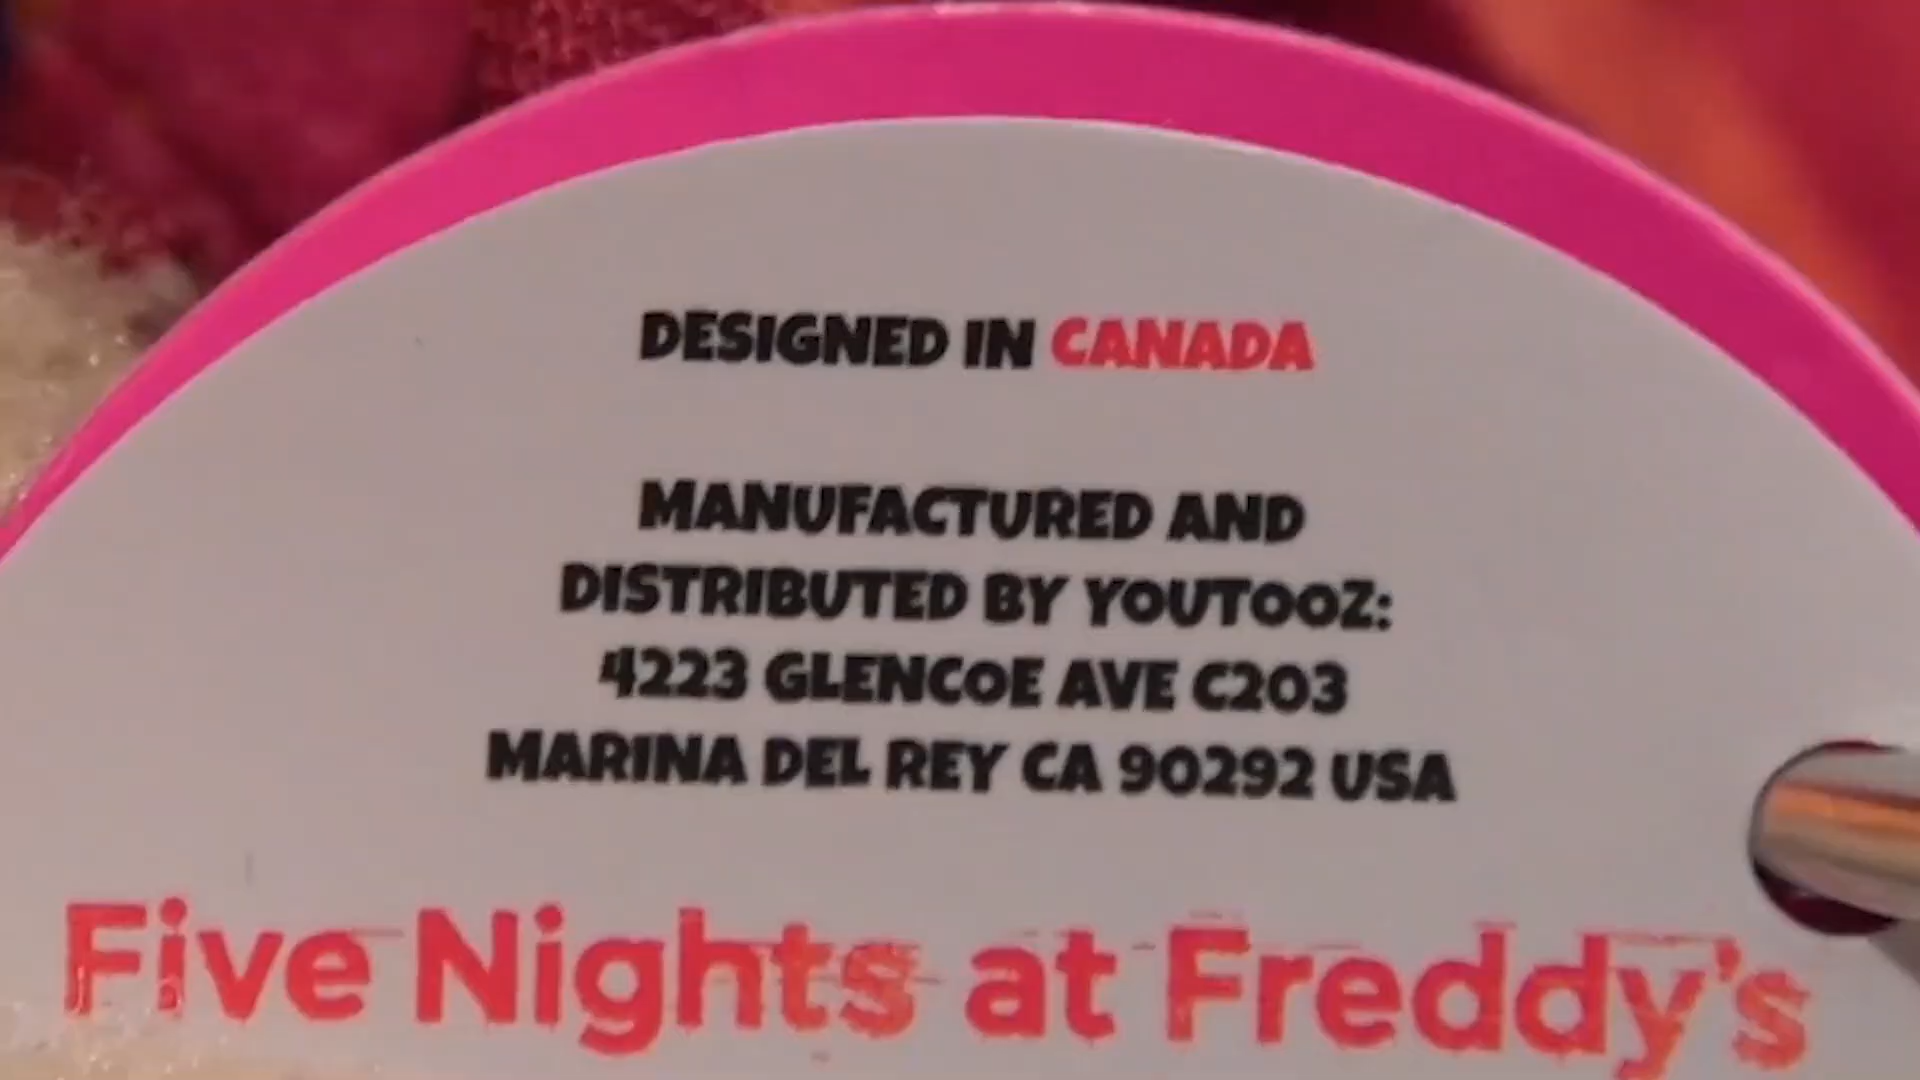 DESIGNED IN CANADA
MANUFACTURED AND
DISTRIBUTED BY YOUTOOZ:
4223 GLENCOE AVE C203
MARINA DEL REY CA 90292 USA
Five Nights at Freddy's